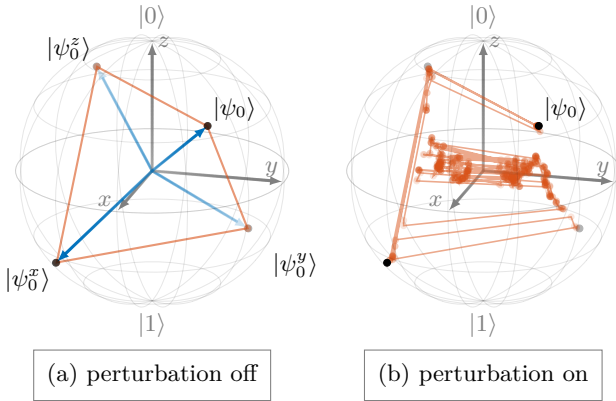 |0⟩
|ψ₀ᶻ⟩
z
|ψ₀⟩
y
x
|ψ₀ˣ⟩
|ψ₀ʸ⟩
|1⟩
(a) perturbation off
|0⟩
z
|ψ₀⟩
y
x
|1⟩
(b) perturbation on